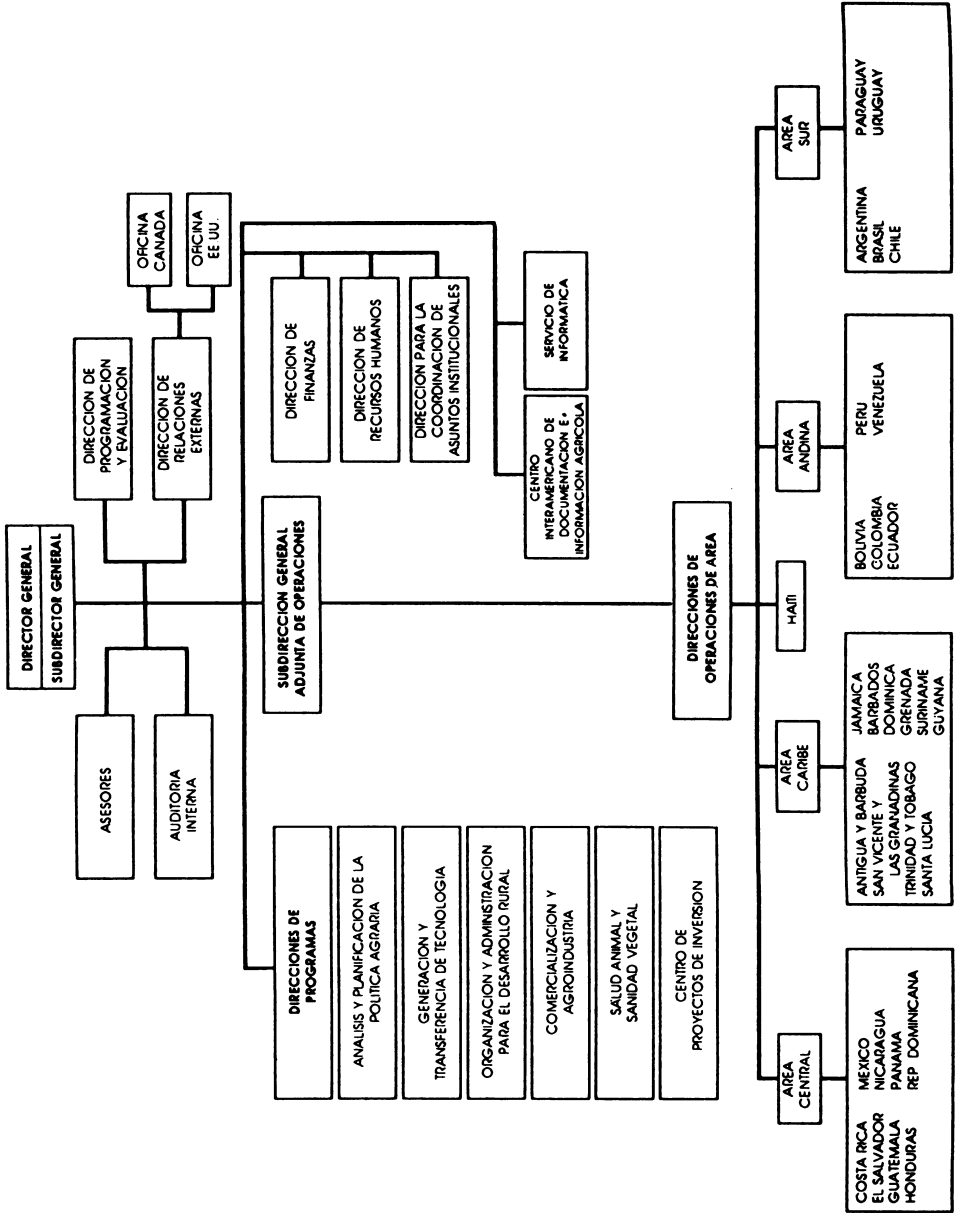 DIRECTOR GENERAL
SUBDIRECTOR GENERAL
ASESORES
AUDITORIA
INTERNA
DIRECCION DE
PROGRAMACION
Y EVALUACION
DIRECCION DE
RELACIONES
EXTERNAS
OFICINA
CANADA
OFICINA
EE UU.
DIRECCIONES DE
PROGRAMAS
ANALISIS Y PLANIFICACION DE LA
POLITICA AGRARIA
GENERACION Y
TRANSFERENCIA DE TECNOLOGIA
ORGANIZACION Y ADMINISTRACION
PARA EL DESARROLLO RURAL
COMERCIALIZACION Y
AGROINDUSTRIA
SALUD ANIMAL Y
SANIDAD VEGETAL
CENTRO DE
PROYECTOS DE INVERSION
SUBDIRECCION GENERAL
ADJUNTA DE OPERACIONES
DIRECCION DE
FINANZAS
DIRECCION DE
RECURSOS HUMANOS
DIRECCION PARA LA
COORDINACION DE
ASUNTOS INSTITUCIONALES
CENTRO
INTERAMERICANO DE
DOCUMENTACION E
INFORMACION AGRICOLA
SERVICIO DE
INFORMATICA
DIRECCIONES DE
OPERACIONES DE AREA
AREA
CENTRAL
COSTA RICA
EL SALVADOR
GUATEMALA
HONDURAS
MEXICO
NICARAGUA
PANAMA
REP DOMINICANA
AREA
CARIBE
ANTIGUA Y BARBUDA
SAN VICENTE Y
LAS GRANADINAS
TRINIDAD Y TOBAGO
SANTA LUCIA
JAMAICA
BARBADOS
DOMINICA
GRENADA
SURINAME
GUYANA
HAITI
AREA
ANDINA
BOLIVIA
COLOMBIA
ECUADOR
PERU
VENEZUELA
AREA
SUR
ARGENTINA
BRASIL
CHILE
PARAGUAY
URUGUAY